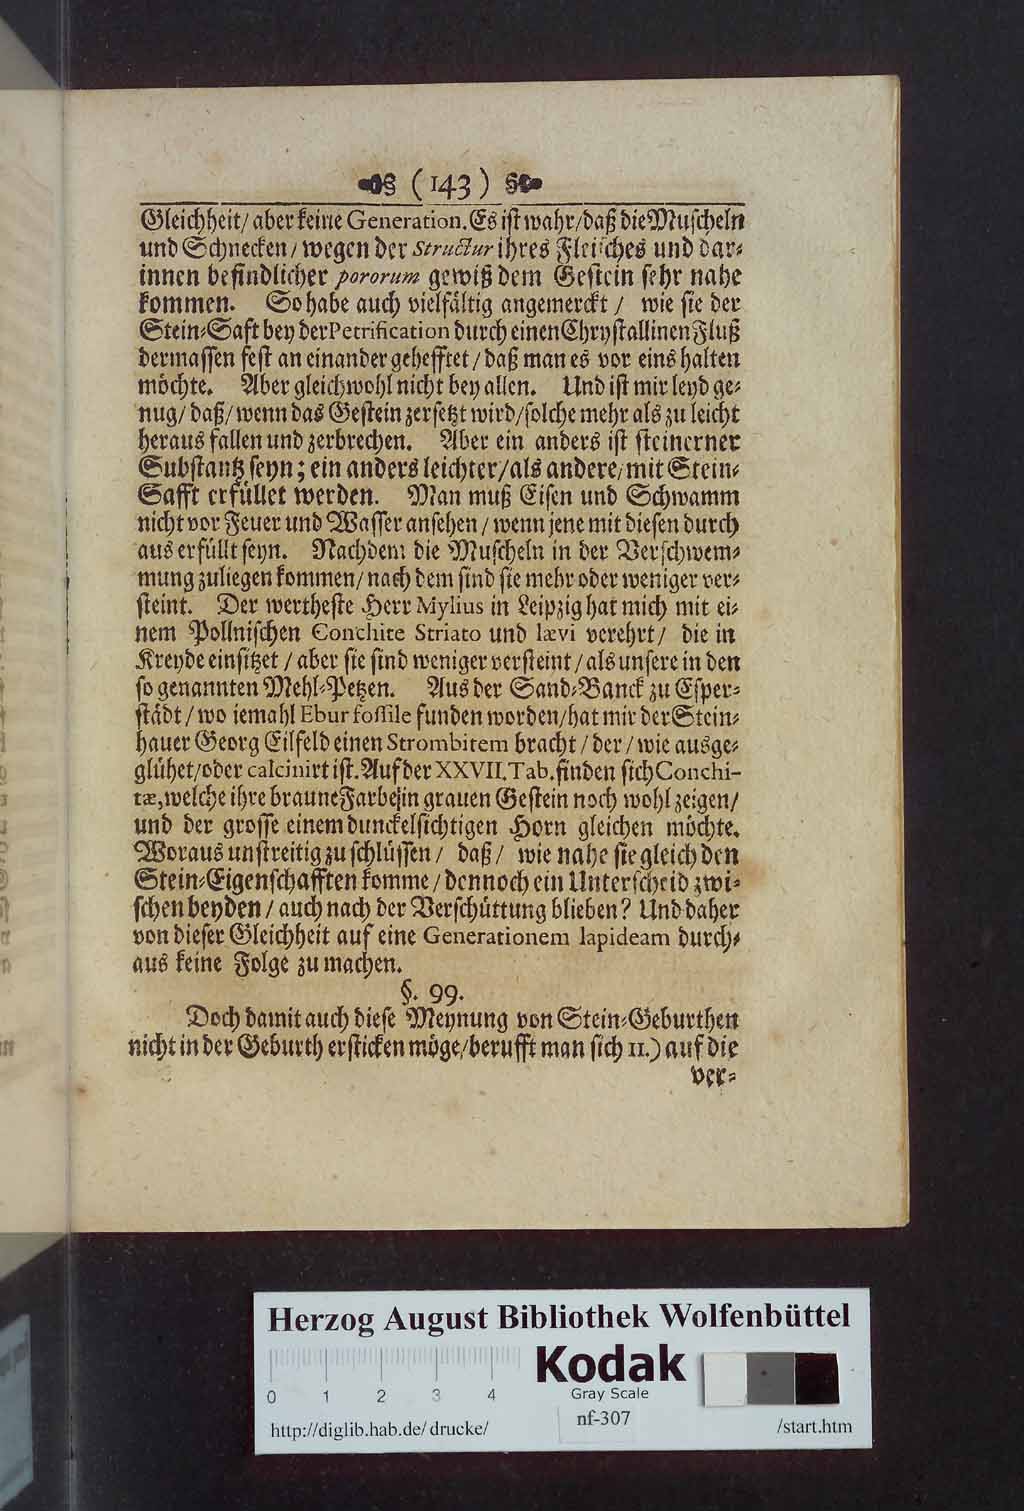 (143)
Gleichheit/ aber keine Generation. Es ist wahr/ daß die Muscheln
und Schnecken/ wegen der Structur ihres Fleisches und dar-
innen befindlicher pororum gewiß dem Gestein sehr nahe
kommen. So habe auch vielfältig angemerckt/ wie sie der
Stein-Saft bey der Petrification durch einen Chrystallinen Fluß
dermassen fest an einander gehefftet/ daß man es vor eins halten
möchte. Aber gleichwohl nicht bey allen. Und ist mir leyd ge-
nug/ daß/ wenn das Gestein zersetzt wird/ solche mehr als zu leicht
heraus fallen und zerbrechen. Aber ein anders ist steinerner
Substantz seyn; ein anders leichter/ als andere/ mit Stein-
Safft erfüllet werden. Man muß Eisen und Schwamm
nicht vor Feuer und Wasser ansehen/ wenn jene mit diesen durch
aus erfüllt seyn. Nachdem die Muscheln in der Verschwem-
mung zuliegen kommen/ nach dem sind sie mehr oder weniger ver-
steint. Der wertheste Herr Mylius in Leipzig hat mich mit ei-
nem Pollnischen Conchite Striato und lævi verehrt/ die in
Kreyde einsitzet/ aber sie sind weniger versteint/ als unsere in den
so genannten Mehl-Petzen. Aus der Sand-Banck zu Esper-
städt/ wo iemahl Ebur fossile funden worden/ hat mir der Stein-
hauer Georg Eilfeld einen Strombitem bracht/ der/ wie ausge-
glühet/ oder calcinirt ist. Auf der XXVII. Tab. finden sich Conchi-
tæ, welche ihre braune Farbe in grauen Gestein noch wohl zeigen/
und der grosse einem dunckelsichtigen Horn gleichen möchte.
Woraus unstreitig zu schlüssen/ daß/ wie nahe sie gleich den
Stein-Eigenschafften komme/ dennoch ein Unterscheid zwi-
schen beyden/ auch nach der Verschüttung blieben? Und daher
von dieser Gleichheit auf eine Generationem lapideam durch-
aus keine Folge zu machen.
§. 99.
Doch damit auch diese Meynung von Stein-Geburthen
nicht in der Geburth ersticken möge/ berufft man sich 11.) auf die
ver-
Herzog August Bibliothek Wolfenbüttel
Kodak
0 1 2 3 4
Gray Scale
nf-307
http://diglib.hab.de/drucke/
/start.htm